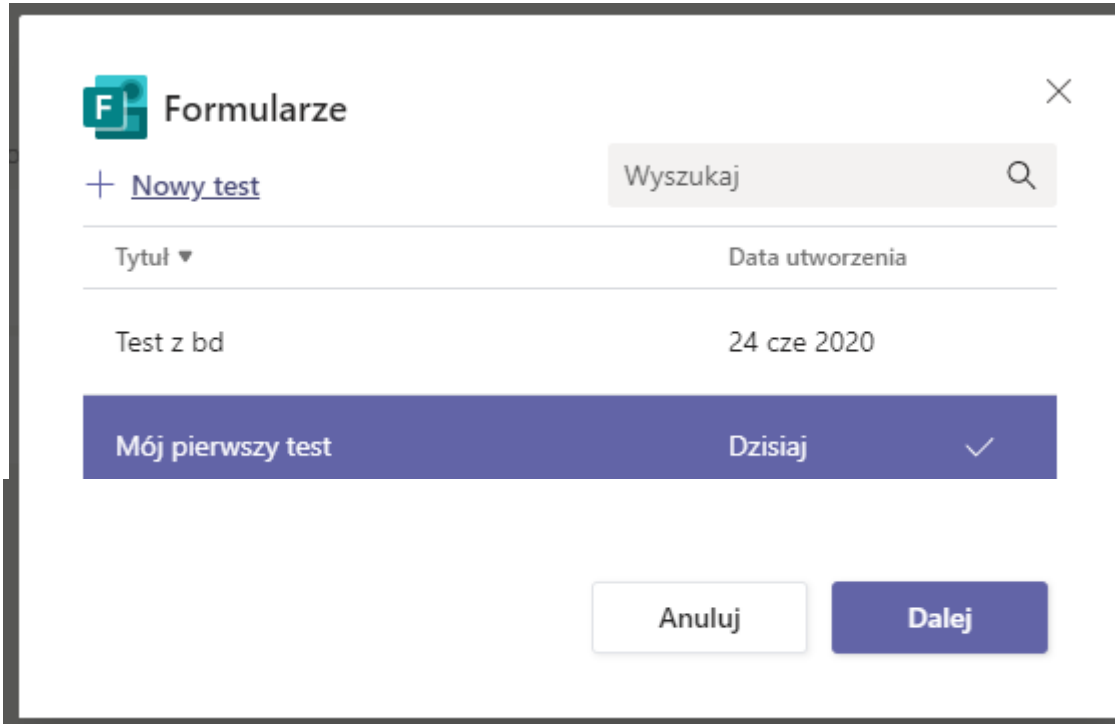 F Formularze
+ Nowy test
Wyszukaj
Tytuł ▼ Data utworzenia
Test z bd 24 cze 2020
Mój pierwszy test Dzisiaj
Anuluj Dalej